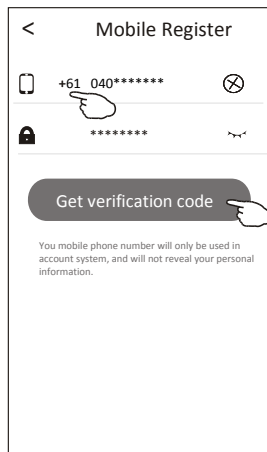 < Mobile Register
+61 040*******
********
Get verification code
You mobile phone number will only be used in
account system, and will not reveal your personal
information.